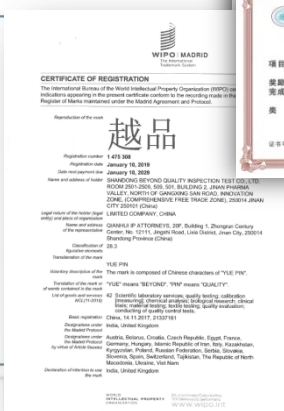 WIPO | MADRID
The International
Trademark System
CERTIFICATE OF REGISTRATION
The International Bureau of the World Intellectual Property Organization (WIPO)
indications appearing in the present certificate conform to the recording made in the
Register of Marks maintained under the Madrid Agreement and Protocol.
Reproduction of the mark
越品
Registration number 1 475 308
Registration date January 16, 2019
Date next payment due January 16, 2029
Name and address of holder SHANDONG BEYOND QUALITY INSPECTION TEST CO., LTD.
ROOM 2501-2505, 509, 501, BUILDING 2, JINAN PHARMA
VALLEY, NORTH OF GANGXING SAN ROAD, INNOVATION
ZONE, (COMPREHENSIVE FREE TRADE ZONE), 250014 JINAN
CITY 250101 (China)
Legal nature of the holder (legal LIMITED COMPANY, CHINA
entity) and place of organization
Name and address QIANHUI IP ATTORNEYS, 20F, Building 1, Zhongrun Century
of the representative Center, No. 12111, Jingshi Road, Lixia District, Jinan City, 250014
Shandong Province (China)
Classification of 28.3
figurative elements
Transliteration of the mark
YUE PIN
Voluntary description of the The mark is composed of Chinese characters of "YUE PIN".
mark
Translation of the mark or "YUE" means "BEYOND", "PIN" means "QUALITY".
of words contained in the mark
List of goods and services 42 Scientific laboratory services; quality testing; calibration
(measuring); chemical analysis; biological research; clinical
trials; material testing; textile testing; quality evaluation;
conducting of quality control tests.
Basic registration China, 14.11.2017, 21337161
Designations under India, United Kingdom
the Madrid Protocol
Designations under Austria, Belarus, Croatia, Czech Republic, Egypt, France,
the Madrid Protocol Germany, Hungary, Islamic Republic of Iran, Italy, Kazakhstan,
by virtue of Article 9sexies Kyrgyzstan, Poland, Russian Federation, Serbia, Slovakia,
Slovenia, Spain, Switzerland, Tajikistan, The Republic of North
Macedonia, Ukraine, Viet Nam
Declaration of intention to use India, United Kingdom
the mark
WORLD
INTELLECTUAL PROPERTY
ORGANIZATION
www.wipo.int
项目
奖励
完成
类
证书